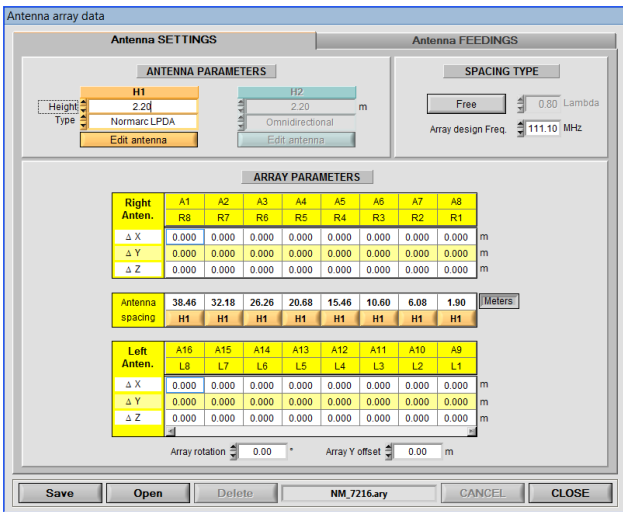 Antenna array data
Antenna SETTINGS Antenna FEEDINGS
ANTENNA PARAMETERS SPACING TYPE
H1 H2
Height 2.20 2.20 m Free 0.80 Lambda
Type Normarc LPDA Omnidirectional Array design Freq. 111.10 MHz
Edit antenna Edit antenna
ARRAY PARAMETERS
Right Anten. A1 A2 A3 A4 A5 A6 A7 A8
R8 R7 R6 R5 R4 R3 R2 R1
Δ X 0.000 0.000 0.000 0.000 0.000 0.000 0.000 0.000 m
Δ Y 0.000 0.000 0.000 0.000 0.000 0.000 0.000 0.000 m
Δ Z 0.000 0.000 0.000 0.000 0.000 0.000 0.000 0.000 m
Antenna 38.46 32.18 26.26 20.68 15.46 10.60 6.08 1.90 Meters
spacing H1 H1 H1 H1 H1 H1 H1 H1
Left Anten. A16 A15 A14 A13 A12 A11 A10 A9
L8 L7 L6 L5 L4 L3 L2 L1
Δ X 0.000 0.000 0.000 0.000 0.000 0.000 0.000 0.000 m
Δ Y 0.000 0.000 0.000 0.000 0.000 0.000 0.000 0.000 m
Δ Z 0.000 0.000 0.000 0.000 0.000 0.000 0.000 0.000 m
Array rotation 0.00 ° Array Y offset 0.00 m
Save Open Delete NM_7216.ary CANCEL CLOSE